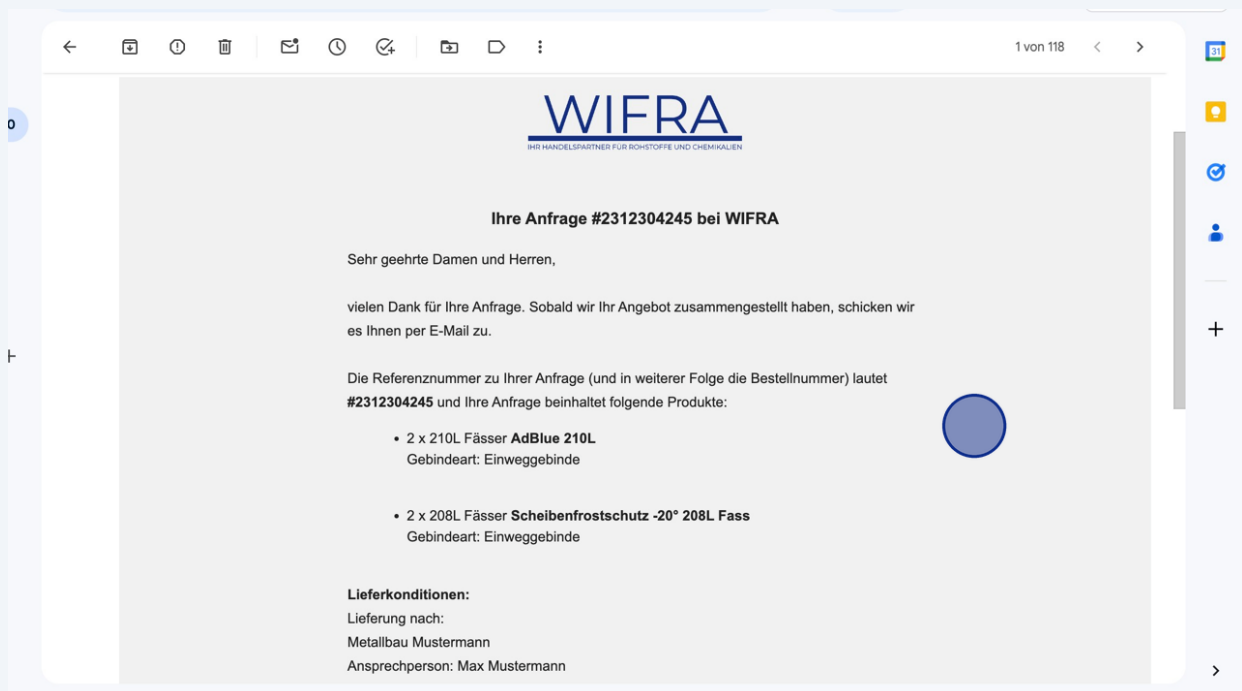 1 von 118
31
0
WIFRA
IHR HANDELSPARTNER FÜR ROHSTOFFE UND CHEMIKALIEN
Ihre Anfrage #2312304245 bei WIFRA
Sehr geehrte Damen und Herren,
vielen Dank für Ihre Anfrage. Sobald wir Ihr Angebot zusammengestellt haben, schicken wir
es Ihnen per E-Mail zu.
Die Referenznummer zu Ihrer Anfrage (und in weiterer Folge die Bestellnummer) lautet
#2312304245 und Ihre Anfrage beinhaltet folgende Produkte:
• 2 x 210L Fässer AdBlue 210L
Gebindeart: Einweggebinde
• 2 x 208L Fässer Scheibenfrostschutz -20° 208L Fass
Gebindeart: Einweggebinde
Lieferkonditionen:
Lieferung nach:
Metallbau Mustermann
Ansprechperson: Max Mustermann